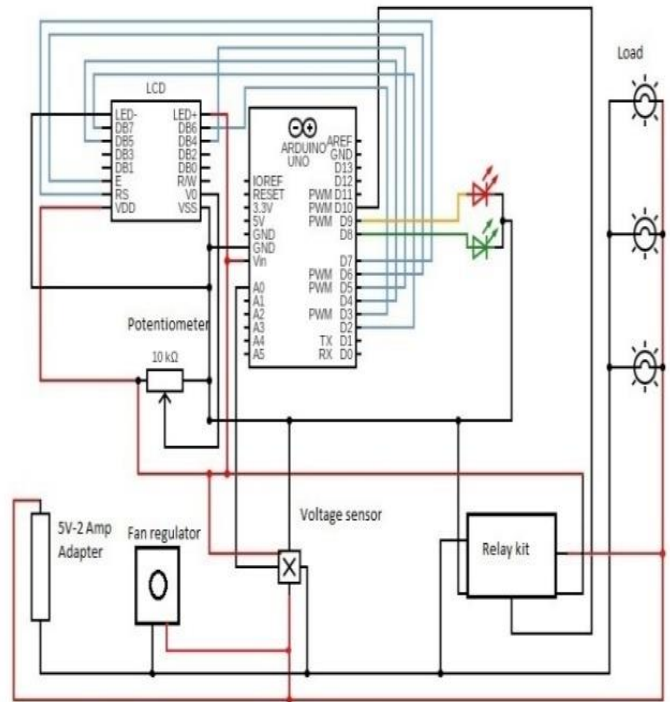 LCD
LED-
DB7
DB5
DB3
DB1
E
RS
VDD
LED+
DB6
DB4
DB2
DB0
R/W
V0
VSS
ARDUINO
UNO
IOREF
RESET
3.3V
5V
GND
GND
Vin
A0
A1
A2
A3
A4
A5
AREF
GND
D13
D12
PWM D11
PWM D10
PWM D9
D8
D7
PWM D6
PWM D5
D4
PWM D3
D2
TX D1
RX D0
Load
Potentiometer
10 kΩ
5V-2 Amp
Adapter
Fan regulator
Voltage sensor
Relay kit